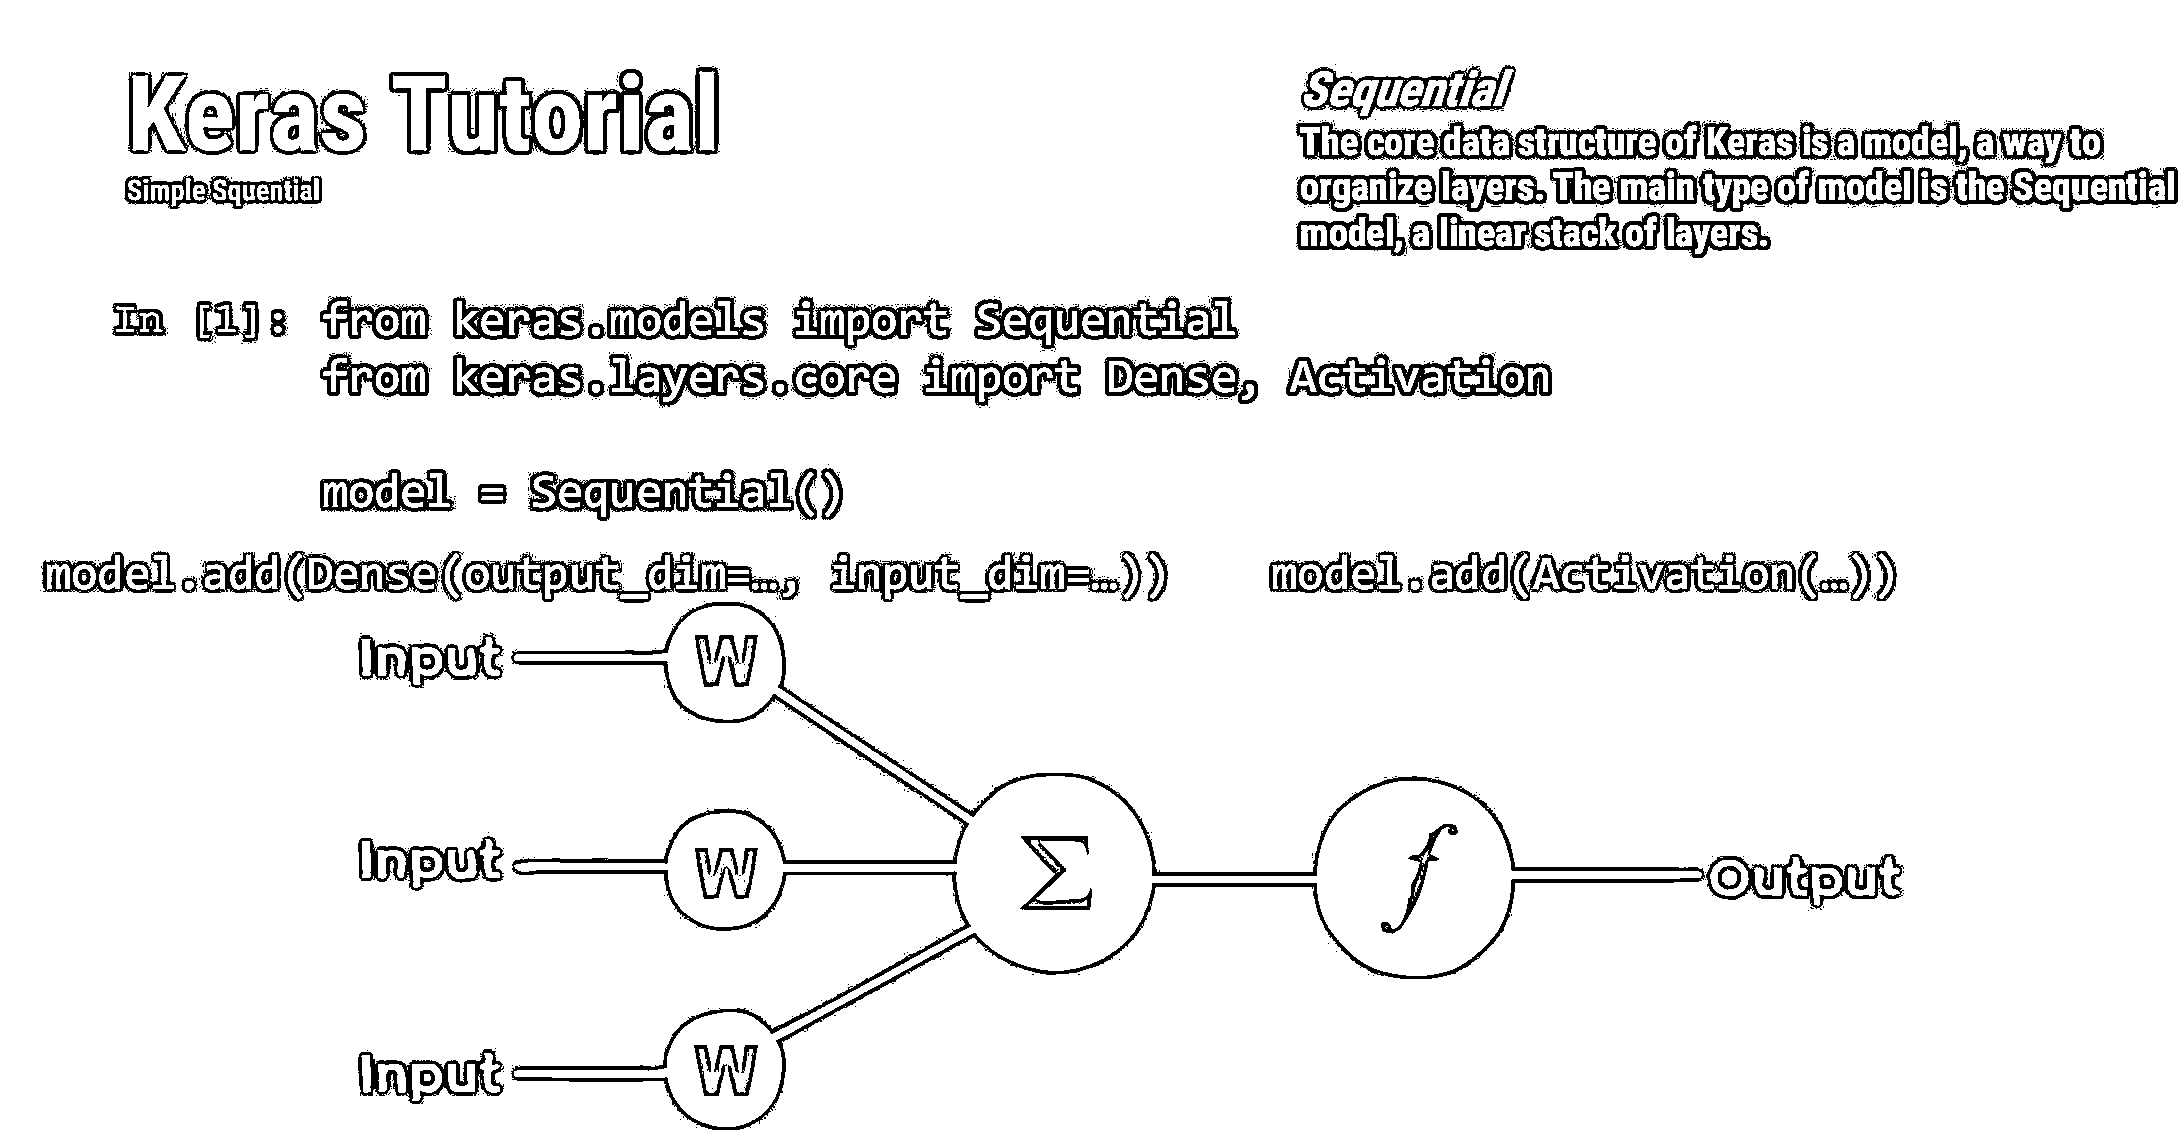 Keras Tutorial
Simple Squential
Sequential
The core data structure of Keras is a model, a way to
organize layers. The main type of model is the Sequential
model, a linear stack of layers.
In [1]: from keras.models import Sequential
from keras.layers.core import Dense, Activation
model = Sequential()
model.add(Dense(output_dim=…, input_dim=…)) model.add(Activation(…))
Input W
Input W Σ f Output
Input W